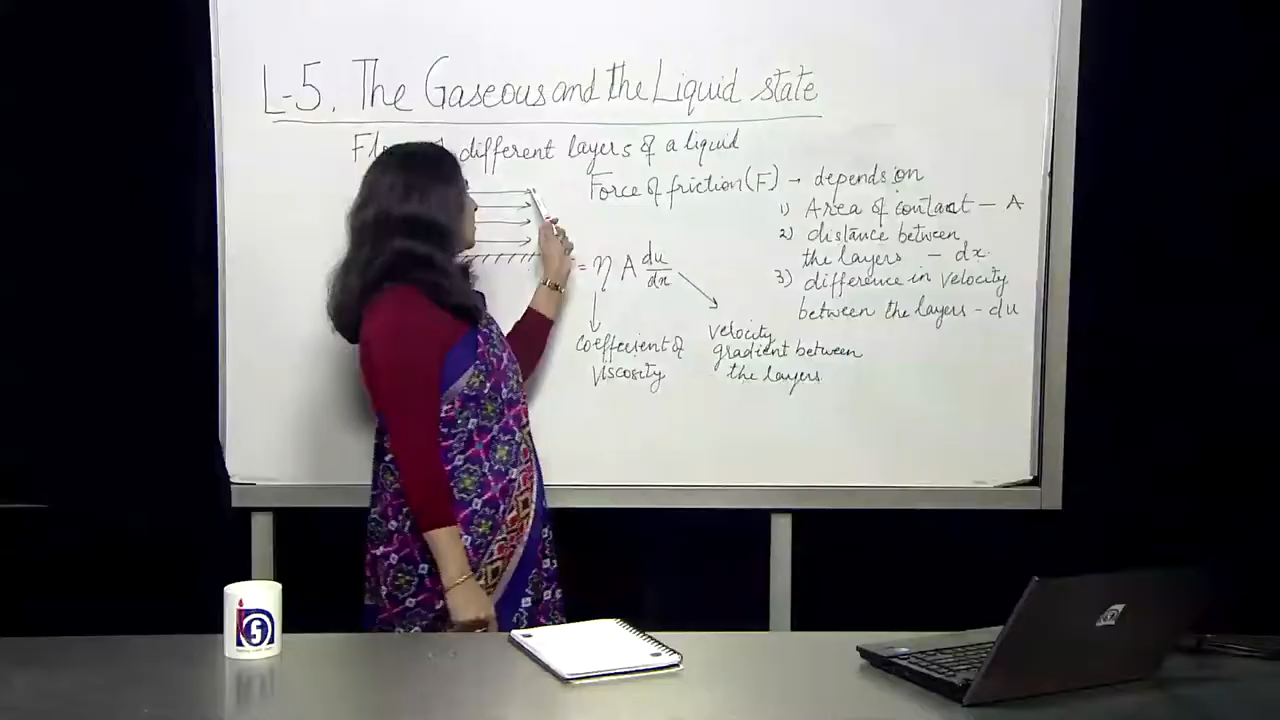 L-5. The Gaseous and the Liquid state
different layers of a liquid
Force of friction (F) → depends on
1) Area of contact – A
2) distance between
the layers – dx
3) difference in velocity
between the layers – du
= η A du/dx
coefficient of
viscosity
velocity
gradient between
the layers